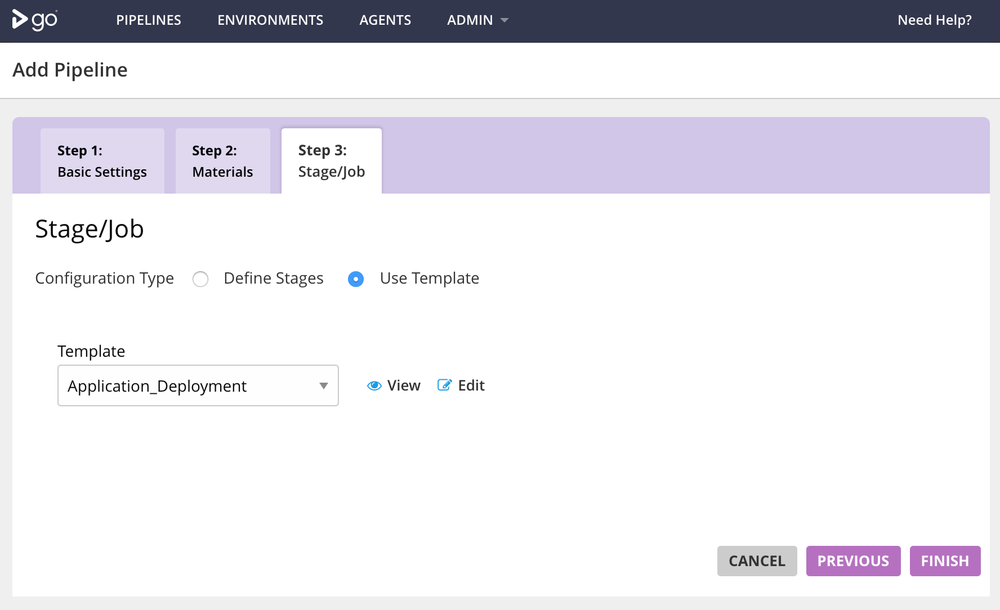 go PIPELINES ENVIRONMENTS AGENTS ADMIN Need Help?
Add Pipeline
Step 1: Step 2: Step 3:
Basic Settings Materials Stage/Job
Stage/Job
Configuration Type Define Stages Use Template
Template
Application_Deployment View Edit
CANCEL PREVIOUS FINISH